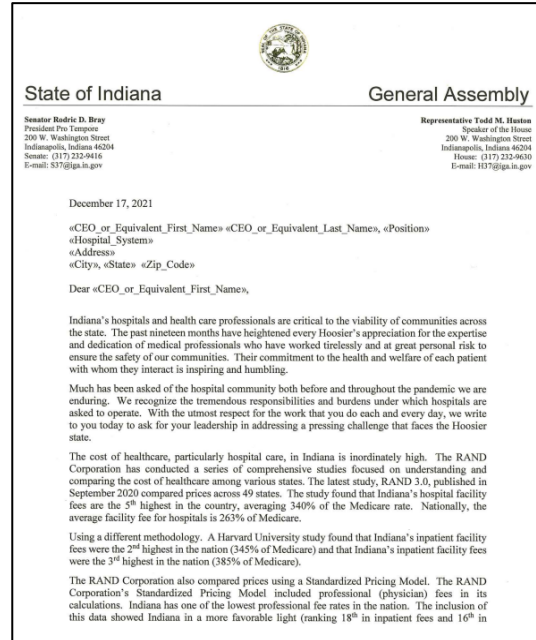 State of Indiana
General Assembly
Senator Rodric D. Bray
President Pro Tempore
200 W. Washington Street
Indianapolis, Indiana 46204
Senate: (317) 232-9416
E-mail: S37@iga.in.gov
Representative Todd M. Huston
Speaker of the House
200 W. Washington Street
Indianapolis, Indiana 46204
House: (317) 232-9630
E-mail: H37@iga.in.gov
December 17, 2021
«CEO_or_Equivalent_First_Name» «CEO_or_Equivalent_Last_Name», «Position»
«Hospital_System»
«Address»
«City», «State» «Zip_Code»
Dear «CEO_or_Equivalent_First_Name»,
Indiana's hospitals and health care professionals are critical to the viability of communities across
the state. The past nineteen months have heightened every Hoosier's appreciation for the expertise
and dedication of medical professionals who have worked tirelessly and at great personal risk to
ensure the safety of our communities. Their commitment to the health and welfare of each patient
with whom they interact is inspiring and humbling.
Much has been asked of the hospital community both before and throughout the pandemic we are
enduring. We recognize the tremendous responsibilities and burdens under which hospitals are
asked to operate. With the utmost respect for the work that you do each and every day, we write
to you today to ask for your leadership in addressing a pressing challenge that faces the Hoosier
state.
The cost of healthcare, particularly hospital care, in Indiana is inordinately high. The RAND
Corporation has conducted a series of comprehensive studies focused on understanding and
comparing the cost of healthcare among various states. The latest study, RAND 3.0, published in
September 2020 compared prices across 49 states. The study found that Indiana's hospital facility
fees are the 5th highest in the country, averaging 340% of the Medicare rate. Nationally, the
average facility fee for hospitals is 263% of Medicare.
Using a different methodology. A Harvard University study found that Indiana's inpatient facility
fees were the 2nd highest in the nation (345% of Medicare) and that Indiana's inpatient facility fees
were the 3rd highest in the nation (385% of Medicare).
The RAND Corporation also compared prices using a Standardized Pricing Model. The RAND
Corporation's Standardized Pricing Model included professional (physician) fees in its
calculations. Indiana has one of the lowest professional fee rates in the nation. The inclusion of
this data showed Indiana in a more favorable light (ranking 18th in inpatient fees and 16th in